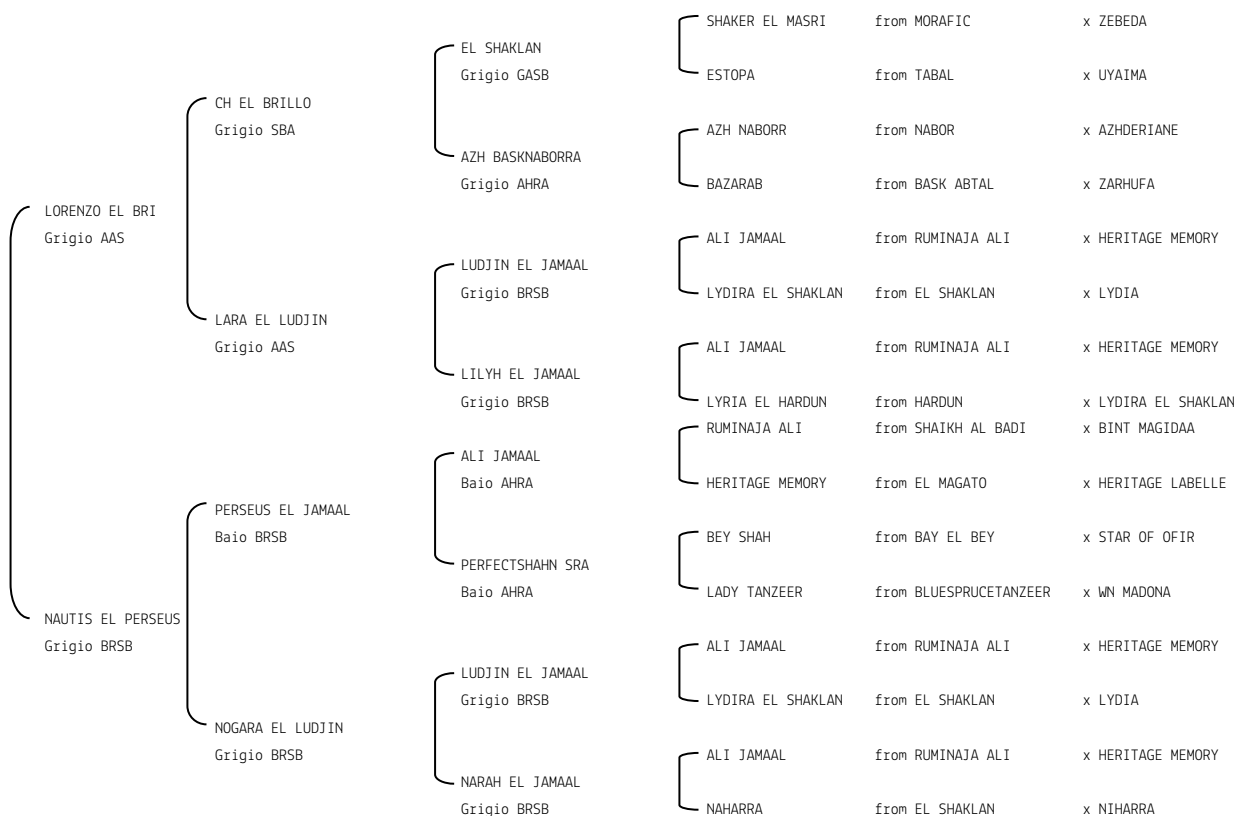 SHAKER EL MASRI from MORAFIC x ZEBEDA
EL SHAKLAN
Grigio GASB
ESTOPA from TABAL x UYAIMA
CH EL BRILLO
Grigio SBA
AZH NABORR from NABOR x AZHDERIANE
AZH BASKNABORRA
Grigio AHRA
BAZARAB from BASK ABTAL x ZARHUFA
LORENZO EL BRI
Grigio AAS
ALI JAMAAL from RUMINAJA ALI x HERITAGE MEMORY
LUDJIN EL JAMAAL
Grigio BRSB
LYDIRA EL SHAKLAN from EL SHAKLAN x LYDIA
LARA EL LUDJIN
Grigio AAS
ALI JAMAAL from RUMINAJA ALI x HERITAGE MEMORY
LILYH EL JAMAAL
Grigio BRSB
LYRIA EL HARDUN from HARDUN x LYDIRA EL SHAKLAN
RUMINAJA ALI from SHAIKH AL BADI x BINT MAGIDAA
ALI JAMAAL
Baio AHRA
HERITAGE MEMORY from EL MAGATO x HERITAGE LABELLE
PERSEUS EL JAMAAL
Baio BRSB
BEY SHAH from BAY EL BEY x STAR OF OFIR
PERFECTSHAHN SRA
Baio AHRA
LADY TANZEER from BLUESPRUCETANZEER x WN MADONA
NAUTIS EL PERSEUS
Grigio BRSB
ALI JAMAAL from RUMINAJA ALI x HERITAGE MEMORY
LUDJIN EL JAMAAL
Grigio BRSB
LYDIRA EL SHAKLAN from EL SHAKLAN x LYDIA
NOGARA EL LUDJIN
Grigio BRSB
ALI JAMAAL from RUMINAJA ALI x HERITAGE MEMORY
NARAH EL JAMAAL
Grigio BRSB
NAHARRA from EL SHAKLAN x NIHARRA